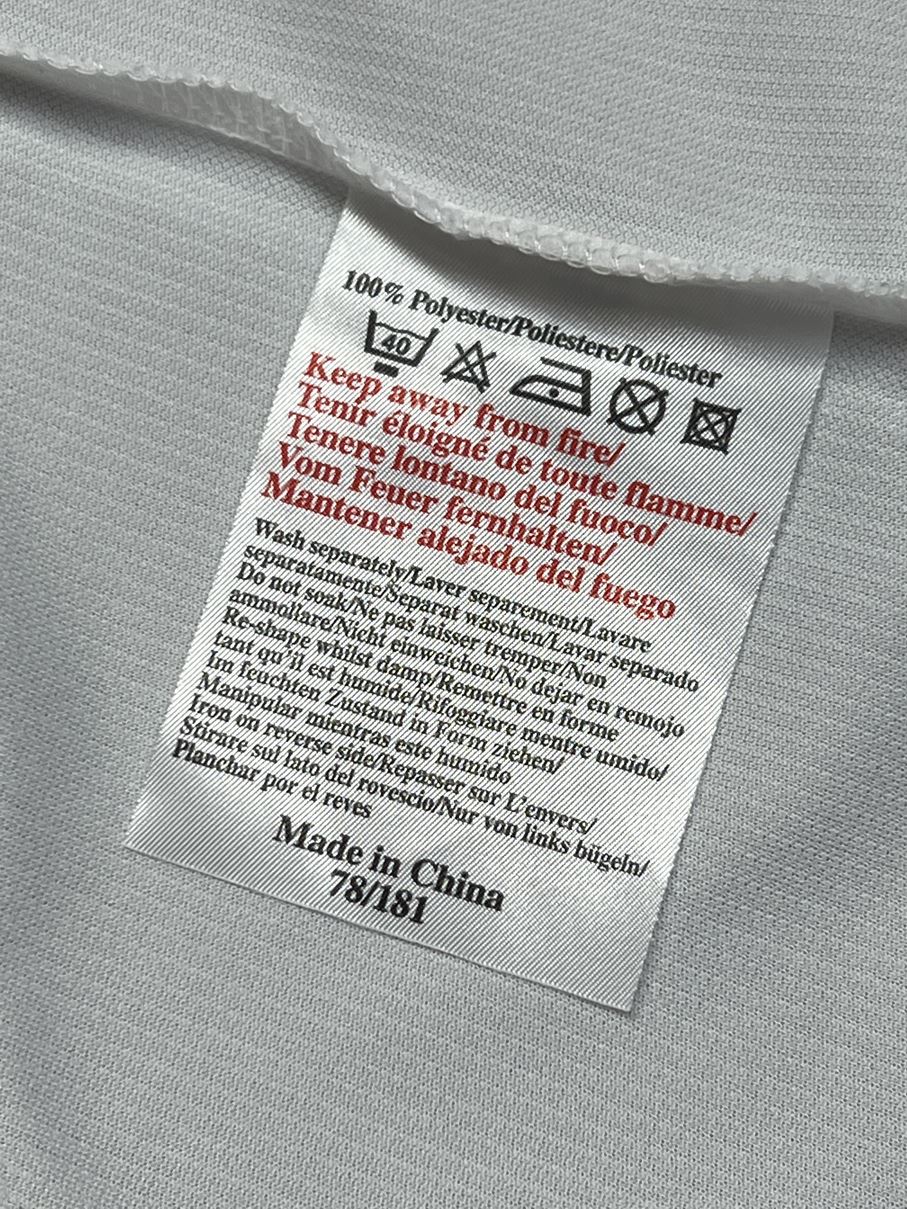 100% Polyester/Poliestere/Poliester
40
Keep away from fire/
Tenir éloigné de toute flamme/
Tenere lontano del fuoco/
Vom Feuer fernhalten/
Mantener alejado del fuego
Wash separately/Laver separement/Lavare
separatamente/Separat waschen/Lavar separado
Do not soak/Ne pas laisser tremper/Non
ammollare/Nicht einweichen/No dejar en remojo
Re-shape whilst damp/Remettre en forme
tant qu'il est humide/Rifoggiare mentre umido/
Im feuchten Zustand in Form ziehen/
Manipular mientras este humido
Iron on reverse side/Repasser sur L'envers/
Stirare sul lato del rovescio/Nur von links bügeln/
Planchar por el reves
Made in China
78/181